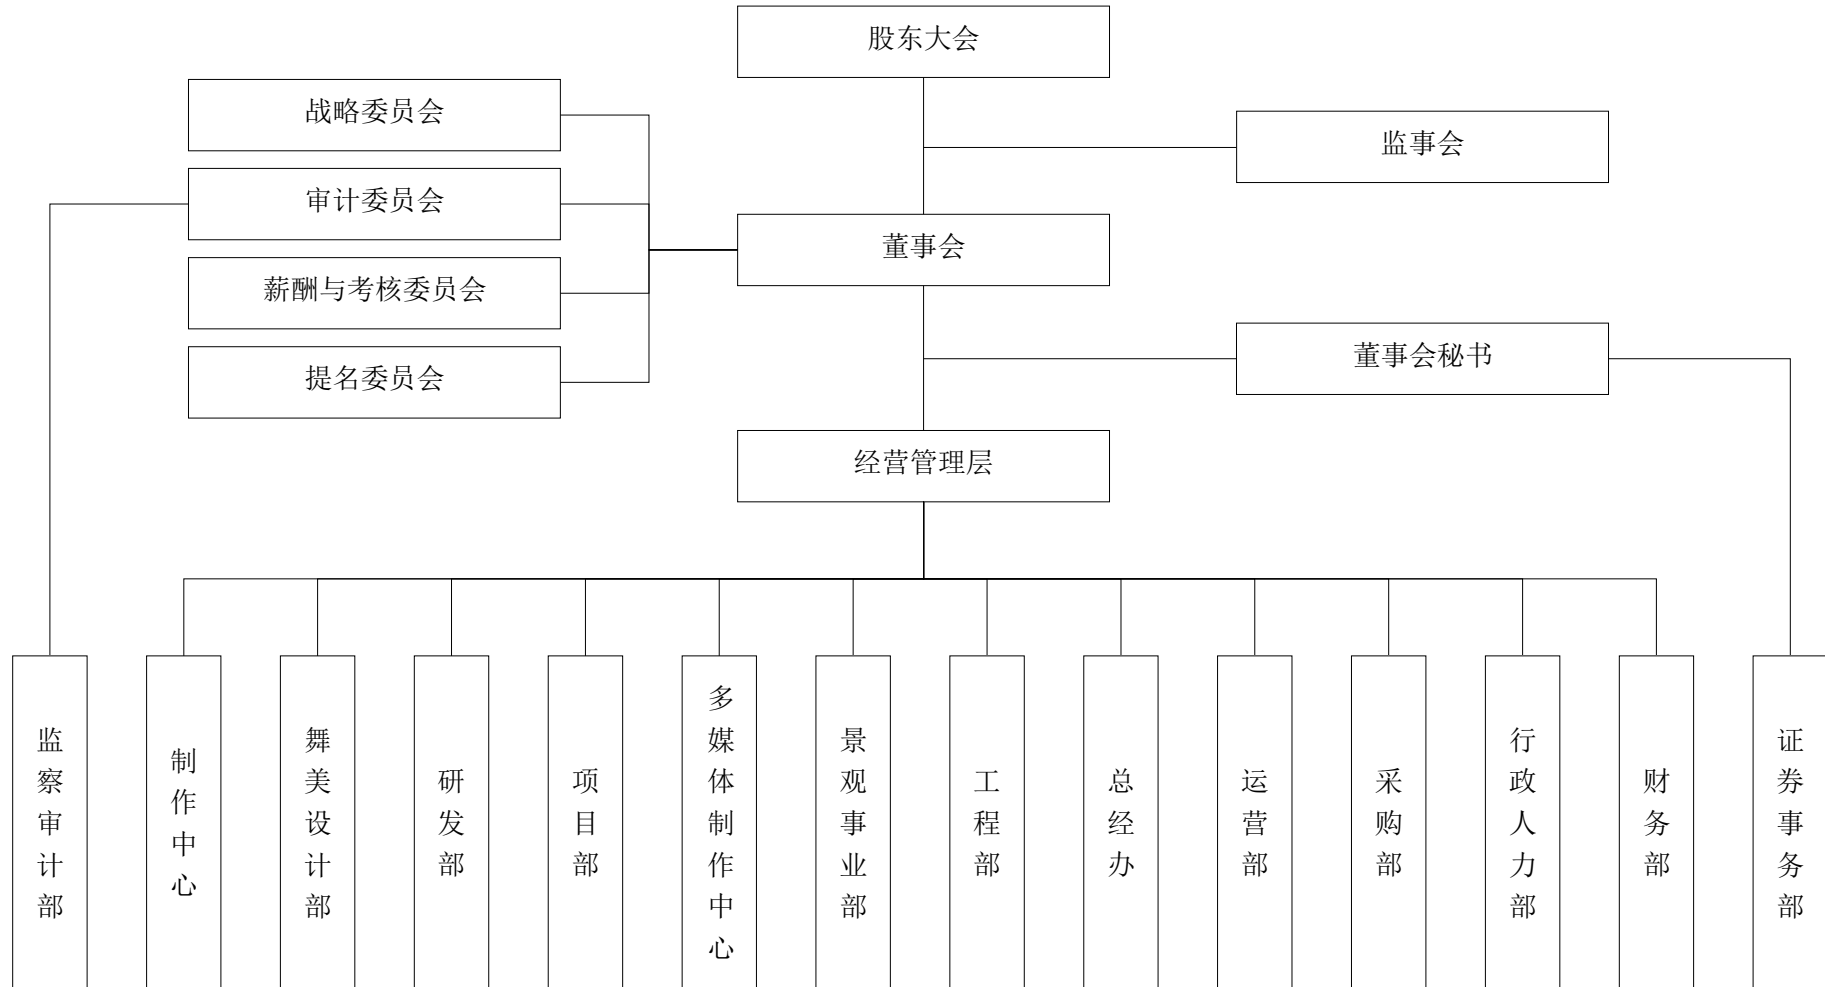 股东大会
战略委员会
监事会
审计委员会
董事会
薪酬与考核委员会
董事会秘书
提名委员会
经营管理层
监察审计部
制作中心
舞美设计部
研发部
项目部
多媒体制作中心
景观事业部
工程部
总经办
运营部
采购部
行政人力部
财务部
证券事务部